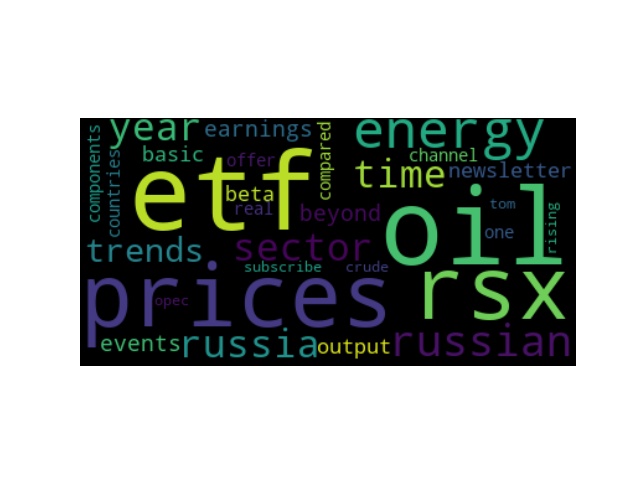 year earnings energy
components basic offer compared channel
countries etf beta time newsletter
real beyond oil tom
trends sector one rising
subscribe crude rsx
prices opec
events russia output russian